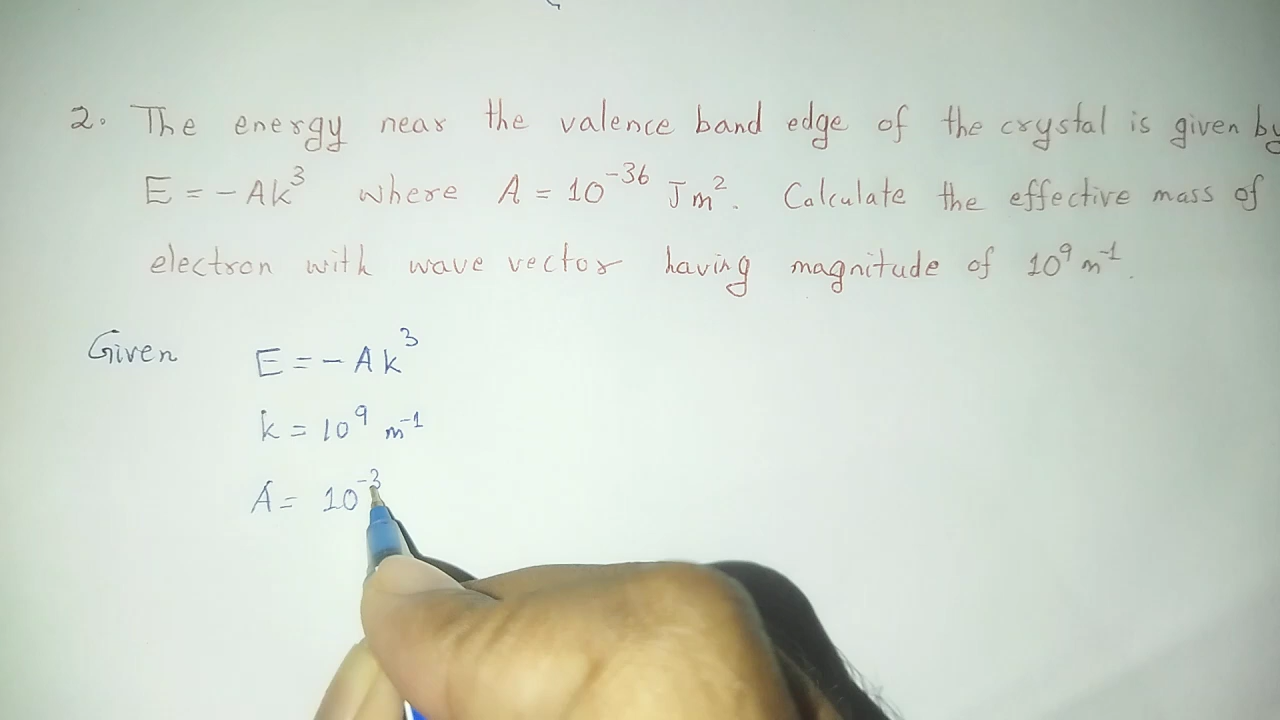 2. The energy near the valence band edge of the crystal is given by
E = -Ak³ where A = 10⁻³⁶ Jm². Calculate the effective mass of
electron with wave vector having magnitude of 10⁹ m⁻¹.
Given E = -Ak³
k = 10⁹ m⁻¹
A = 10⁻³